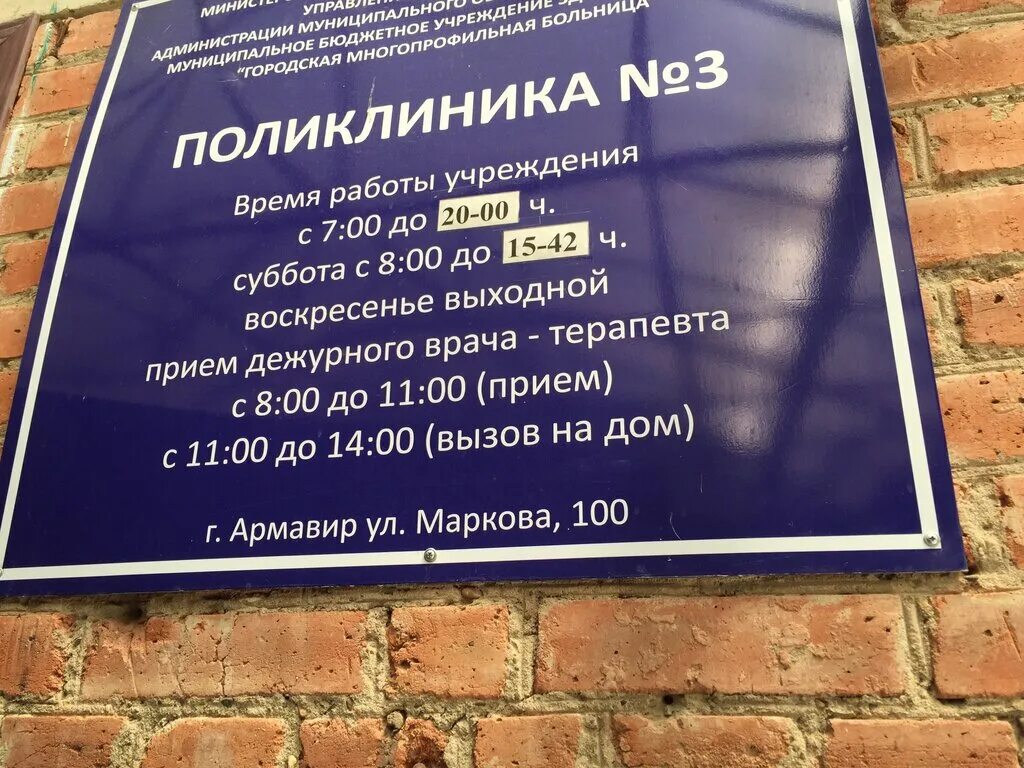 УПРАВЛЕН
АДМИНИСТРАЦИИ МУНИЦИПАЛЬНОГО
МУНИЦИПАЛЬНОЕ БЮДЖЕТНОЕ УЧРЕЖДЕНИЕ
"ГОРОДСКАЯ МНОГОПРОФИЛЬНАЯ БОЛЬНИЦА
ПОЛИКЛИНИКА №3
Время работы учреждения
с 7:00 до 20-00 ч.
суббота с 8:00 до 15-42 ч.
воскресенье выходной
прием дежурного врача - терапевта
с 8:00 до 11:00 (прием)
с 11:00 до 14:00 (вызов на дом)
г. Армавир ул. Маркова, 100